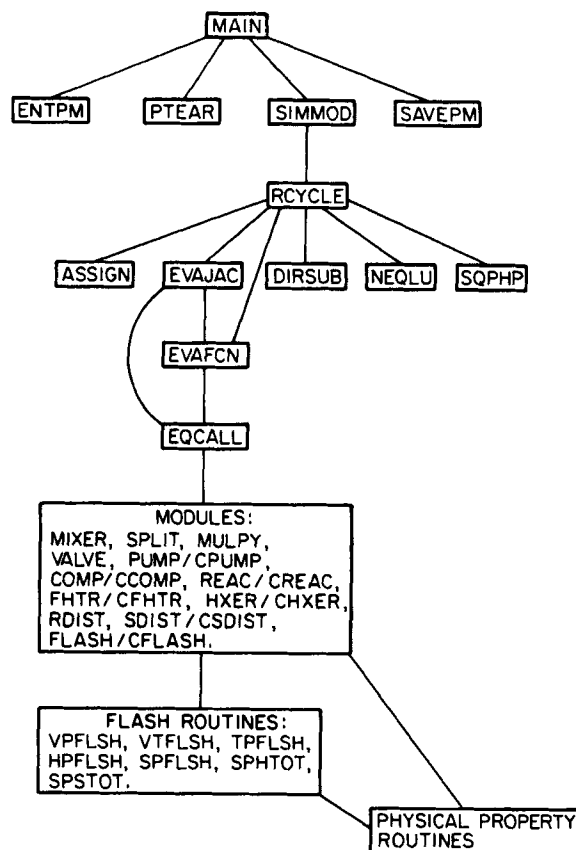 MAIN
ENTPM
PTEAR
SIMMOD
SAVEPM
RCYCLE
ASSIGN
EVAJAC
DIRSUB
NEQLU
SQPHP
EVAFCN
EQCALL
MODULES:
MIXER, SPLIT, MULPY,
VALVE, PUMP/CPUMP,
COMP/CCOMP, REAC/CREAC,
FHTR/CFHTR, HXER/CHXER,
RDIST, SDIST/CSDIST,
FLASH/CFLASH.
FLASH ROUTINES:
VPFLSH, VTFLSH, TPFLSH,
HPFLSH, SPFLSH, SPHTOT,
SPSTOT.
PHYSICAL PROPERTY
ROUTINES